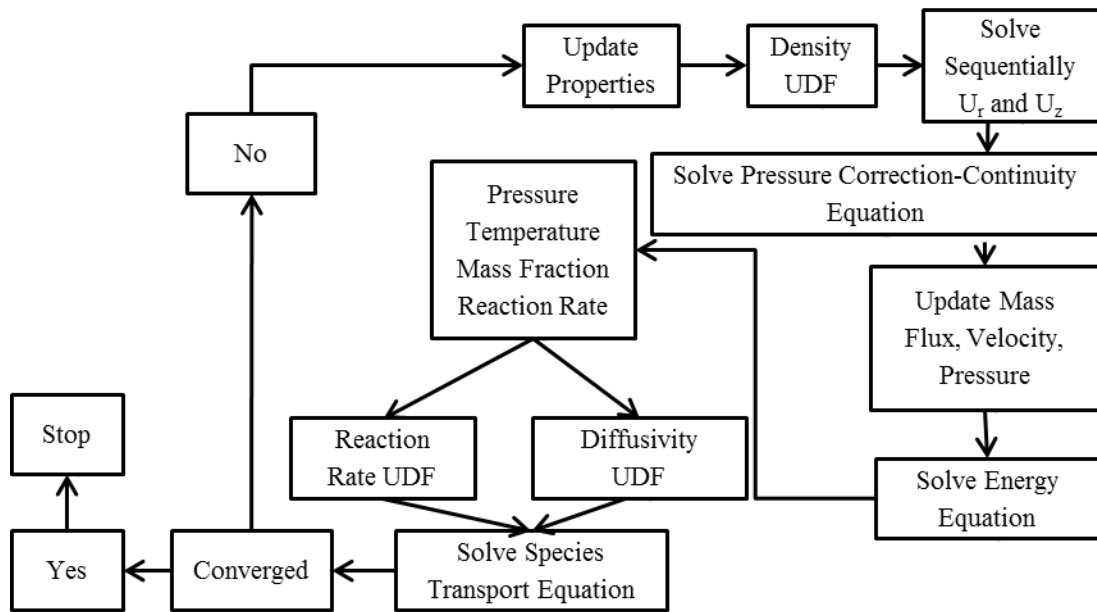 Update
Properties
Density
UDF
Solve
Sequentially
Uᵣ and U_z
No
Solve Pressure Correction-Continuity
Equation
Pressure
Temperature
Mass Fraction
Reaction Rate
Update Mass
Flux, Velocity,
Pressure
Stop
Reaction
Rate UDF
Diffusivity
UDF
Solve Energy
Equation
Yes
Converged
Solve Species
Transport Equation